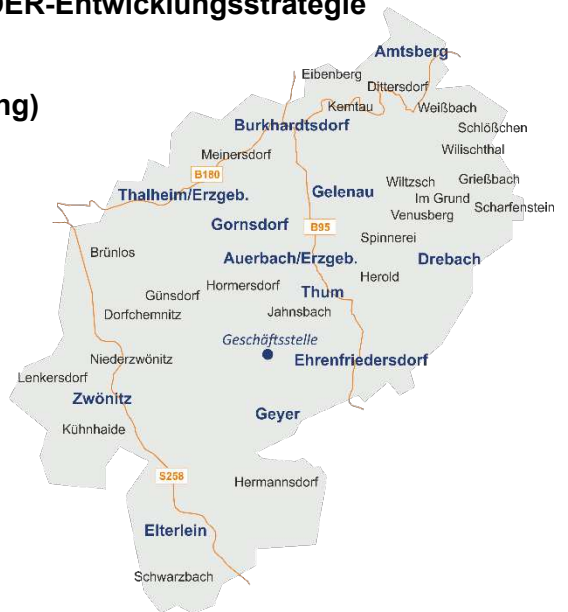 DER-Entwicklungsstrategie
ng)
Amtsberg
Eibenberg
Dittersdorf
Kemtau
Weißbach
Burkhardtsdorf
Schlößchen
Meinersdorf
Wilischthal
B180
Thalheim/Erzgeb.
Gelenau
Wiltzsch
Grießbach
Im Grund
Scharfenstein
Venusberg
Gornsdorf
B95
Spinnerei
Brünlos
Auerbach/Erzgeb.
Drebach
Herold
Hormersdorf
Thum
Günsdorf
Dorfchemnitz
Jahnsbach
Geschäftsstelle
Niederzwönitz
Ehrenfriedersdorf
Lenkersdorf
Zwönitz
Geyer
Kühnhaide
S258
Hermannsdorf
Elterlein
Schwarzbach